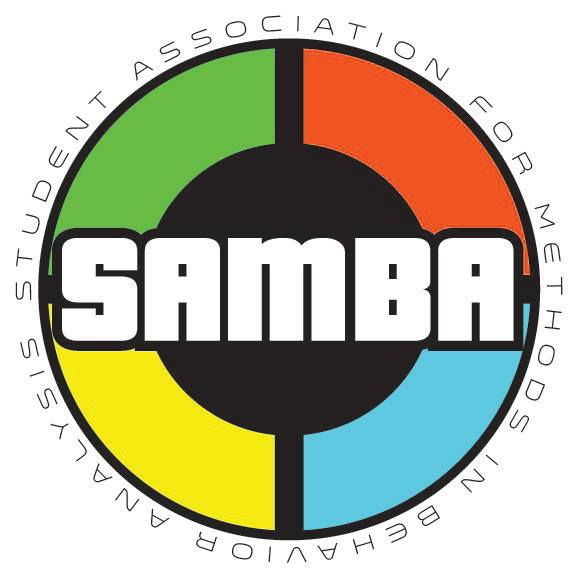 STUDENT ASSOCIATION FOR METHODS IN BEHAVIOR ANALYSIS
SAMBA